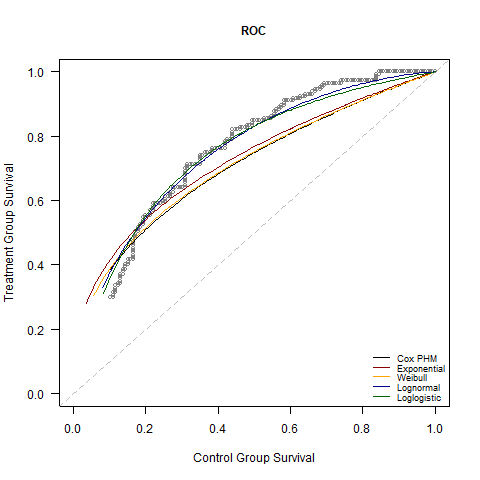 ROC
Treatment Group Survival
1.0
0.8
0.6
0.4
0.2
0.0
Cox PHM
Exponential
Weibull
Lognormal
Loglogistic
0.0 0.2 0.4 0.6 0.8 1.0
Control Group Survival